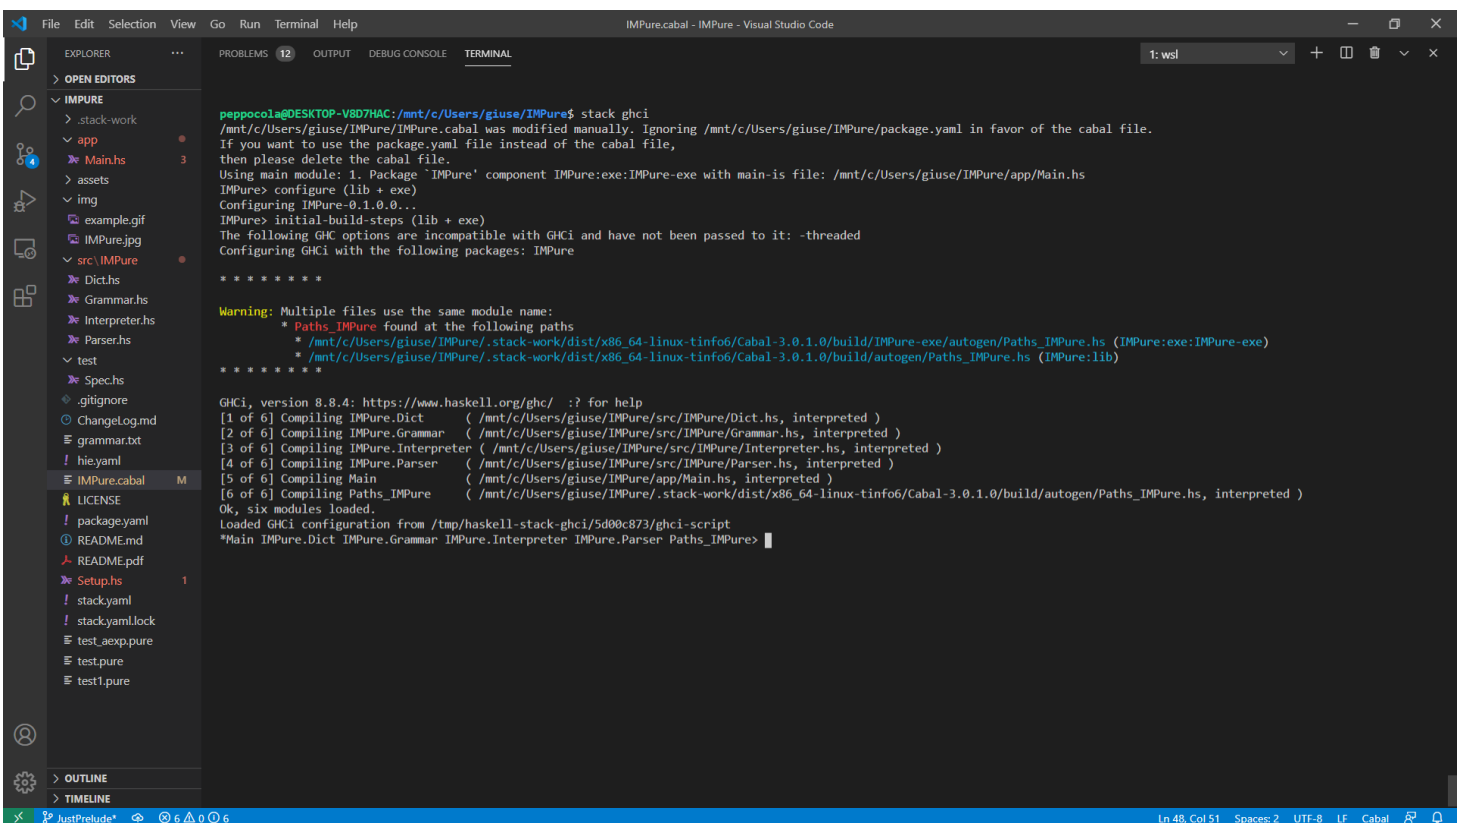 File Edit Selection View Go Run Terminal Help
IMPure.cabal - IMPure - Visual Studio Code
EXPLORER
PROBLEMS 12 OUTPUT DEBUG CONSOLE TERMINAL
1: wsl
OPEN EDITORS
IMPURE
.stack-work
app
Main.hs 3
assets
img
example.gif
IMPure.jpg
src\IMPure
Dict.hs
Grammar.hs
Interpreter.hs
Parser.hs
test
Spec.hs
.gitignore
ChangeLog.md
grammar.txt
hie.yaml
IMPure.cabal M
LICENSE
package.yaml
README.md
README.pdf
Setup.hs 1
stack.yaml
stack.yaml.lock
test_aexp.pure
test.pure
test1.pure
OUTLINE
TIMELINE
4
peppocola@DESKTOP-V8D7HAC:/mnt/c/Users/giuse/IMPure$ stack ghci
/mnt/c/Users/giuse/IMPure/IMPure.cabal was modified manually. Ignoring /mnt/c/Users/giuse/IMPure/package.yaml in favor of the cabal file.
If you want to use the package.yaml file instead of the cabal file,
then please delete the cabal file.
Using main module: 1. Package `IMPure' component IMPure:exe:IMPure-exe with main-is file: /mnt/c/Users/giuse/IMPure/app/Main.hs
IMPure> configure (lib + exe)
Configuring IMPure-0.1.0.0...
IMPure> initial-build-steps (lib + exe)
The following GHC options are incompatible with GHCi and have not been passed to it: -threaded
Configuring GHCi with the following packages: IMPure
* * * * * * * *
Warning: Multiple files use the same module name:
* Paths_IMPure found at the following paths
* /mnt/c/Users/giuse/IMPure/.stack-work/dist/x86_64-linux-tinfo6/Cabal-3.0.1.0/build/IMPure-exe/autogen/Paths_IMPure.hs (IMPure:exe:IMPure-exe)
* /mnt/c/Users/giuse/IMPure/.stack-work/dist/x86_64-linux-tinfo6/Cabal-3.0.1.0/build/autogen/Paths_IMPure.hs (IMPure:lib)
* * * * * * * *
GHCi, version 8.8.4: https://www.haskell.org/ghc/  :? for help
[1 of 6] Compiling IMPure.Dict      ( /mnt/c/Users/giuse/IMPure/src/IMPure/Dict.hs, interpreted )
[2 of 6] Compiling IMPure.Grammar   ( /mnt/c/Users/giuse/IMPure/src/IMPure/Grammar.hs, interpreted )
[3 of 6] Compiling IMPure.Interpreter ( /mnt/c/Users/giuse/IMPure/src/IMPure/Interpreter.hs, interpreted )
[4 of 6] Compiling IMPure.Parser    ( /mnt/c/Users/giuse/IMPure/src/IMPure/Parser.hs, interpreted )
[5 of 6] Compiling Main             ( /mnt/c/Users/giuse/IMPure/app/Main.hs, interpreted )
[6 of 6] Compiling Paths_IMPure     ( /mnt/c/Users/giuse/IMPure/.stack-work/dist/x86_64-linux-tinfo6/Cabal-3.0.1.0/build/autogen/Paths_IMPure.hs, interpreted )
Ok, six modules loaded.
Loaded GHCi configuration from /tmp/haskell-stack-ghci/5d00c873/ghci-script
*Main IMPure.Dict IMPure.Grammar IMPure.Interpreter IMPure.Parser Paths_IMPure>
JustPrelude* 6 0 6
Ln 48, Col 51 Spaces: 2 UTF-8 LF Cabal